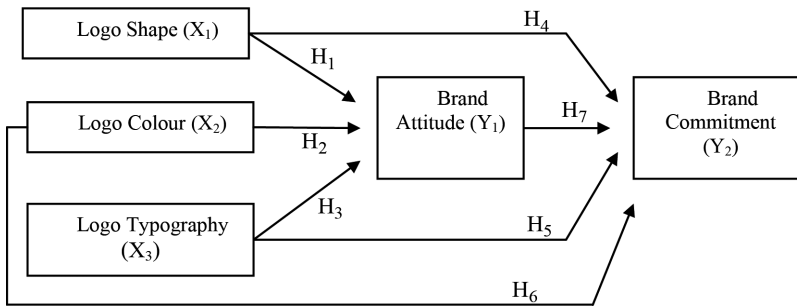 Logo Shape (X₁)
H₄
H₁
Logo Colour (X₂)
H₂
Brand
Attitude (Y₁)
H₇
Brand
Commitment
(Y₂)
Logo Typography
(X₃)
H₃
H₅
H₆